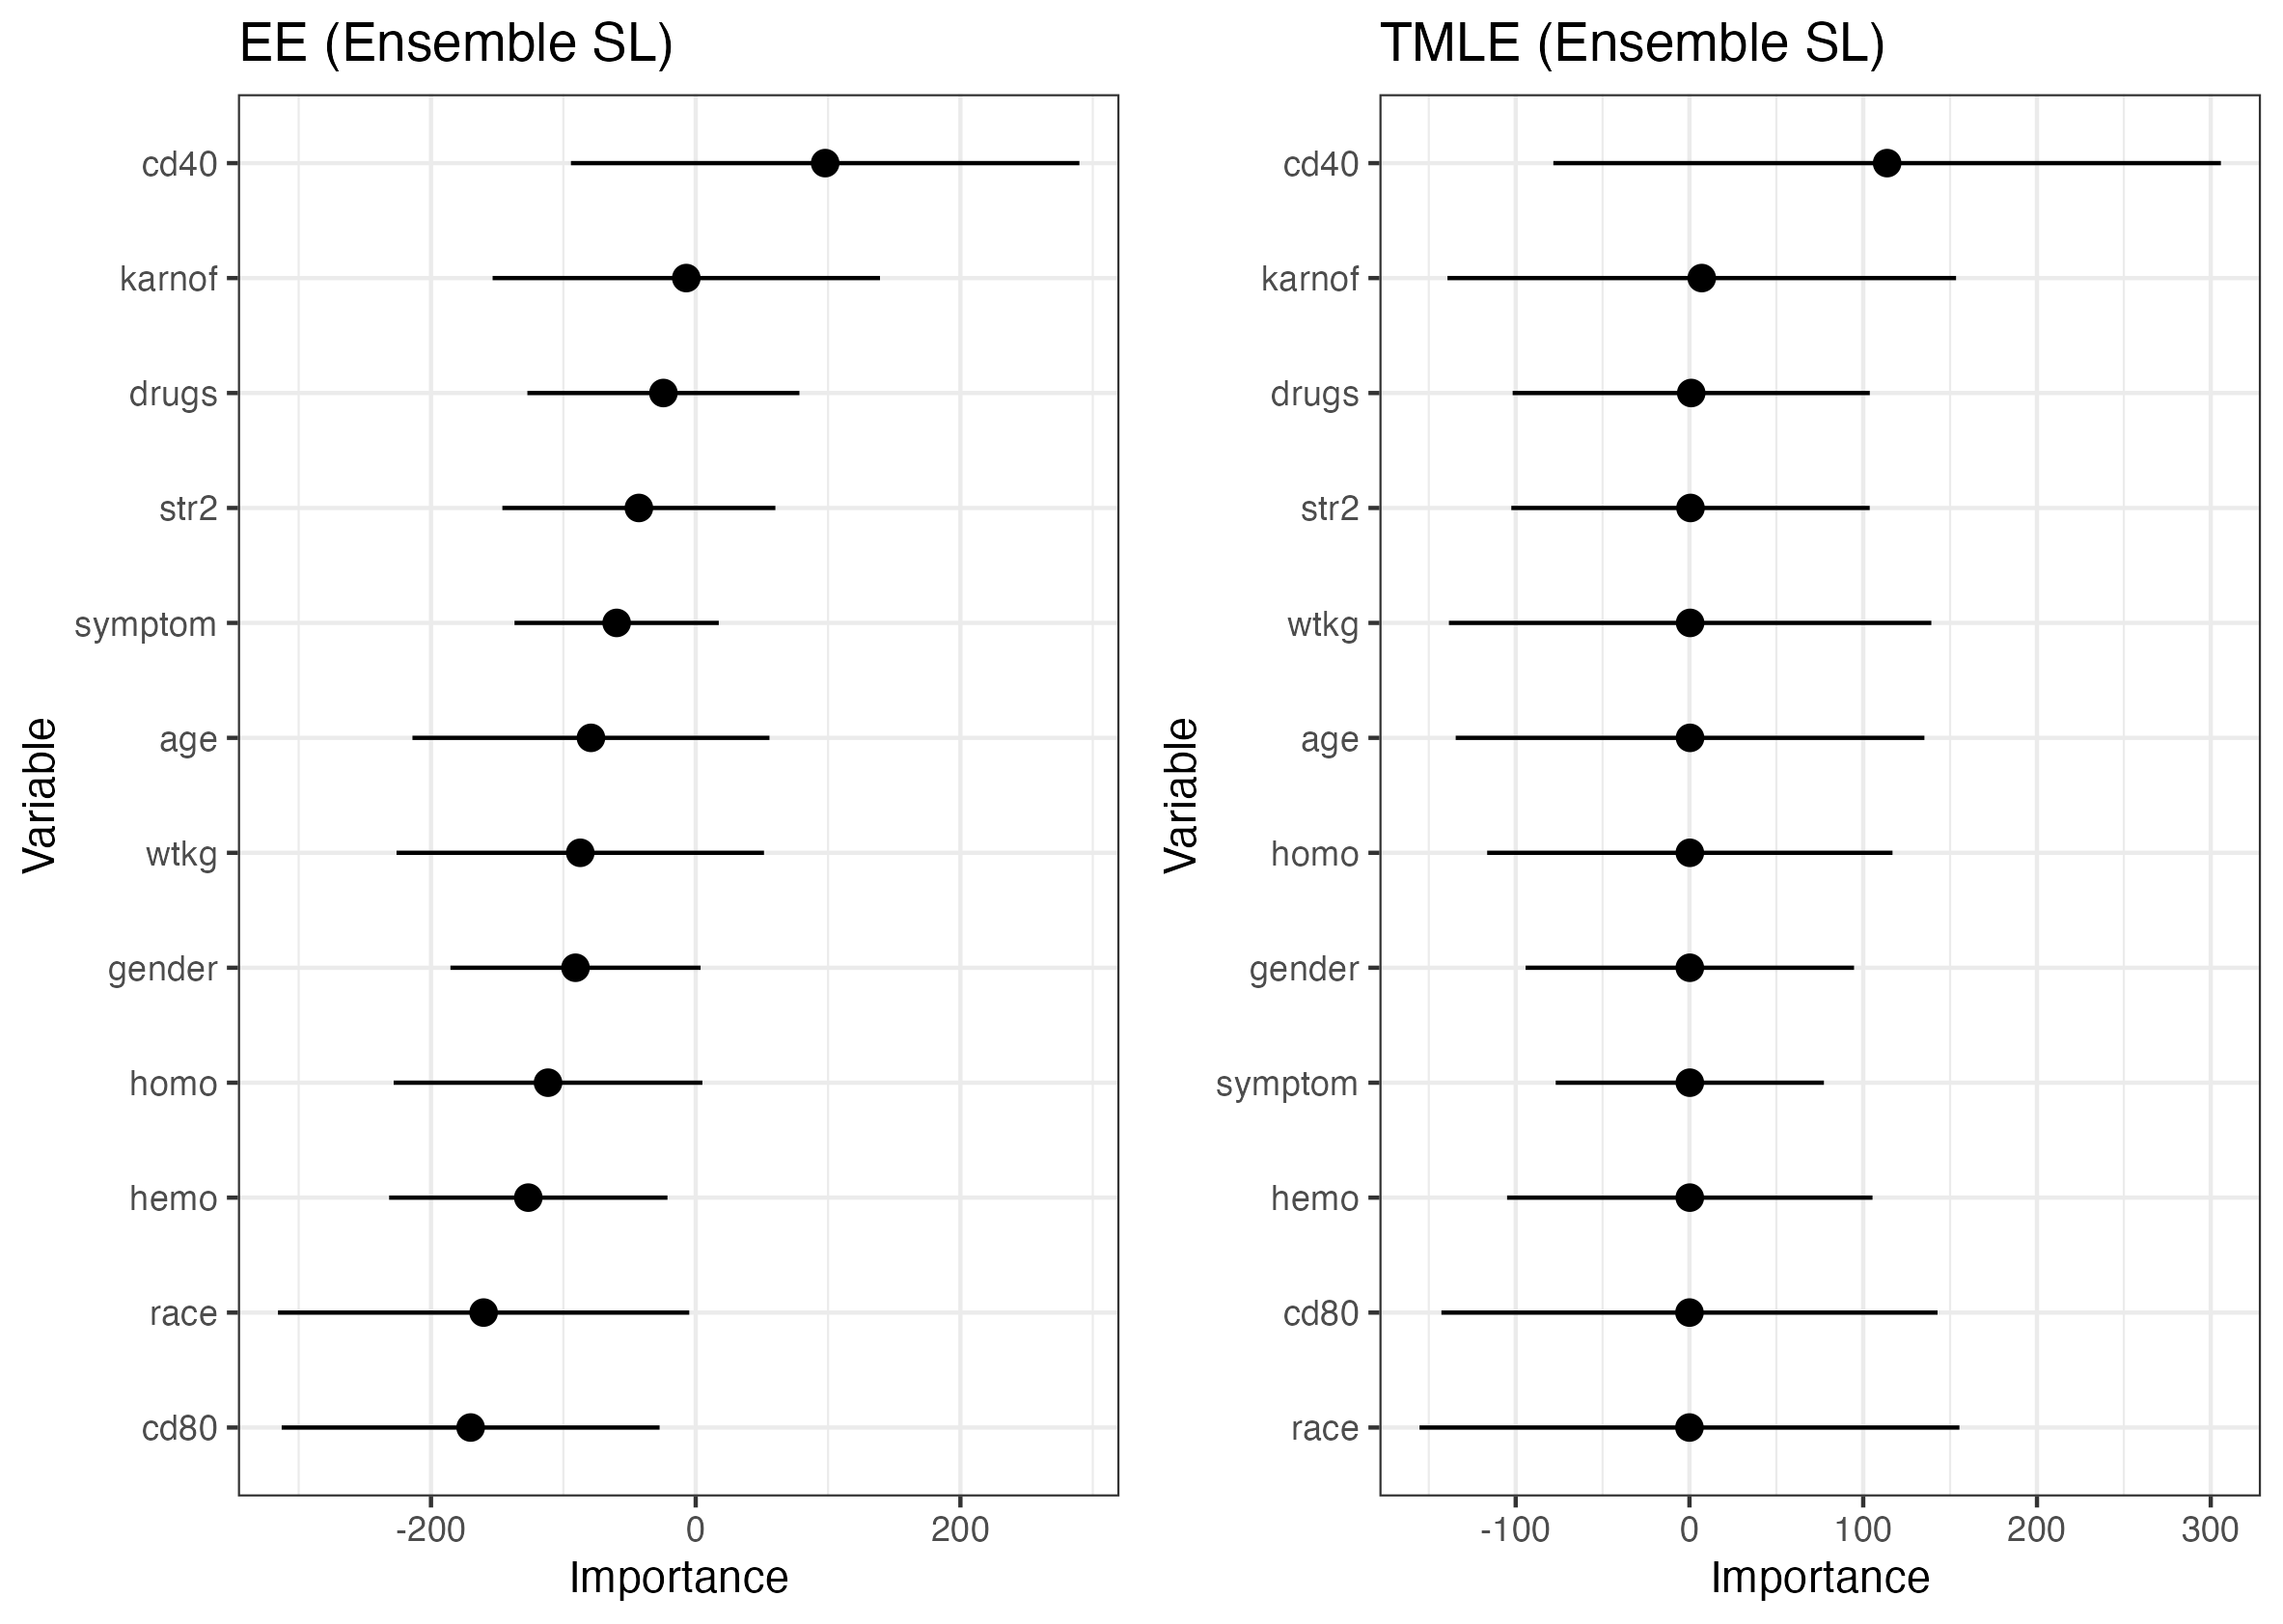 EE (Ensemble SL)
Variable
cd40
karnof
drugs
str2
symptom
age
wtkg
gender
homo
hemo
race
cd80
-200 0 200
Importance
TMLE (Ensemble SL)
Variable
cd40
karnof
drugs
str2
wtkg
age
homo
gender
symptom
hemo
cd80
race
-100 0 100 200 300
Importance